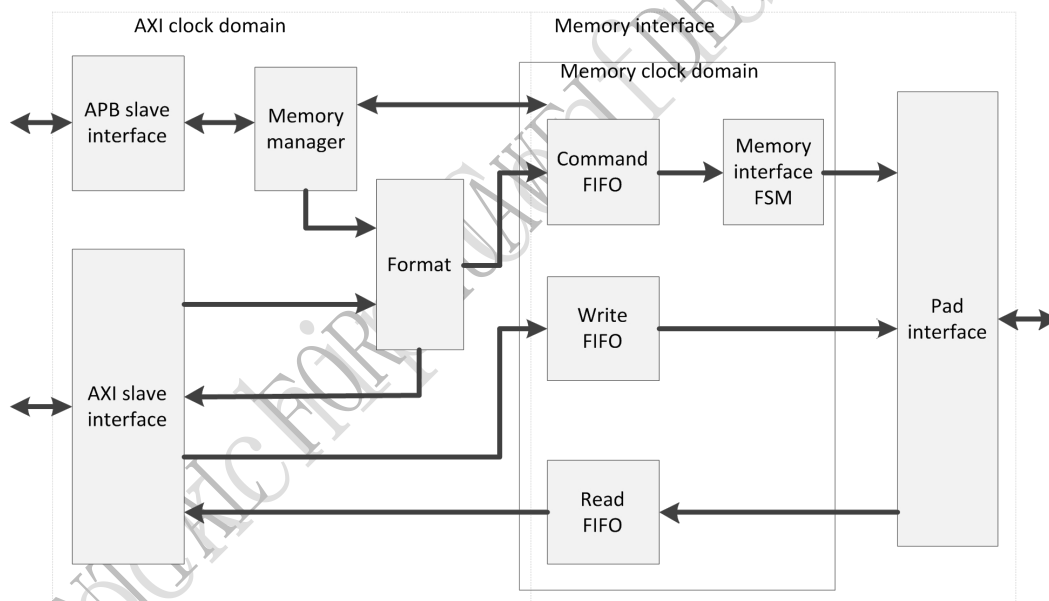 AXI clock domain
Memory interface
Memory clock domain
APB slave
interface
Memory
manager
Command
FIFO
Memory
interface
FSM
Format
Write
FIFO
Pad
interface
AXI slave
interface
Read
FIFO